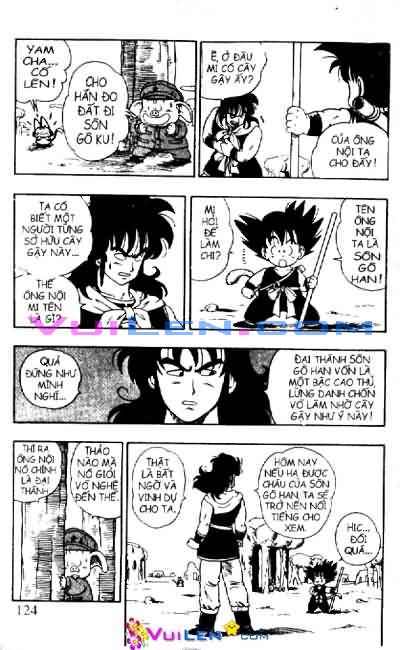 YAM
CHA...
CỐ
LÊN!
CHO
HẮN ĐO
ĐẤT ĐI
SÔN
GÔ KU!
Ê, Ở ĐÂU
MI CÓ CÂY
GẬY ẤY?
CỦA ÔNG
NỘI TA
CHO ĐẤY!
TA CÓ
BIẾT MỘT
NGƯỜI TỪNG
SỞ HỮU CÂY
GẬY NÀY...
THẾ
ÔNG NỘI
MI TÊN
LÀ GÌ?
MI
HỎI ĐỂ
LÀM
CHI?
TÊN
ÔNG
NỘI
TA LÀ
SÔN
GÔ
HAN!
VUILEN.COM
QUẢ
ĐÚNG NHƯ
MÌNH
NGHĨ...
ĐẠI THÁNH SÔN
GÔ HAN VỐN LÀ
MỘT BẬC CAO THỦ,
LỪNG DANH CHỐN
VÕ LÂM NHỜ CÂY
GẬY NHƯ Ý NÀY!
THÌ RA
ÔNG NỘI
NÓ CHÍNH
LÀ ĐẠI
THÁNH...
THẢO
NÀO MÀ
NÓ GIỎI
VÕ NGHỆ
ĐẾN THẾ.
THẬT
LÀ BẤT
NGỜ VÀ
VINH DỰ
CHO TA.
HÔM NAY
NẾU HẠ ĐƯỢC
CHÁU CỦA SÔN
GÔ HAN, TA SẼ
TRỞ NÊN NỔI
TIẾNG CHO
XEM.
HIC...
ĐÓI
QUÁ...
124
VUILEN.COM